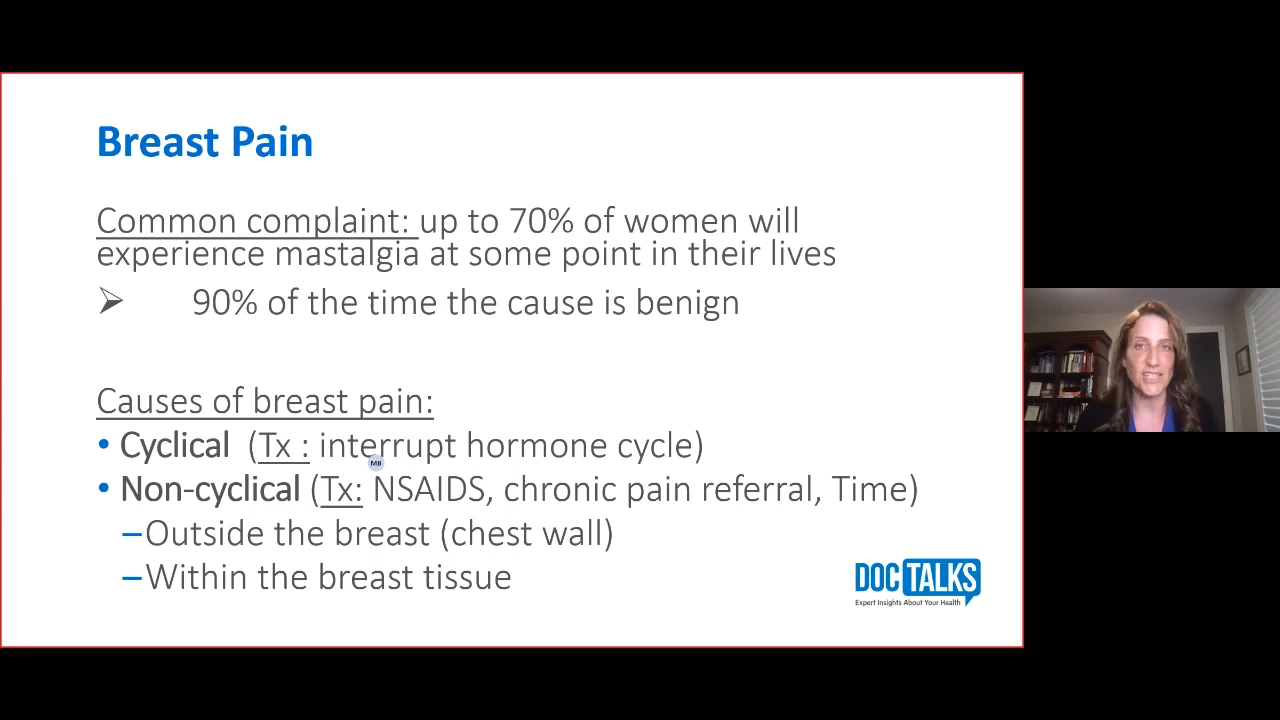 Breast Pain
Common complaint: up to 70% of women will
experience mastalgia at some point in their lives
➢ 90% of the time the cause is benign
Causes of breast pain:
• Cyclical (Tx : interrupt hormone cycle)
MB
• Non-cyclical (Tx: NSAIDS, chronic pain referral, Time)
–Outside the breast (chest wall)
–Within the breast tissue
DOC TALKS
Expert Insights About Your Health